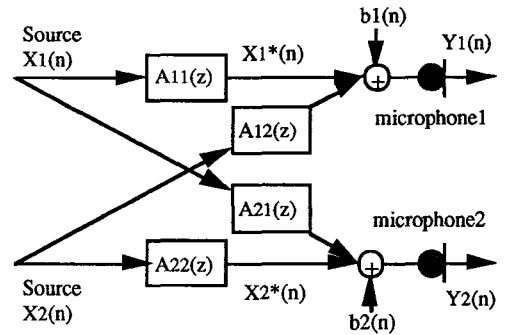 b1(n)
Source
X1(n)
X1*(n)
Y1(n)
A11(z)
+
A12(z)
microphone1
A21(z)
microphone2
A22(z)
+
Source
X2(n)
X2*(n)
Y2(n)
b2(n)